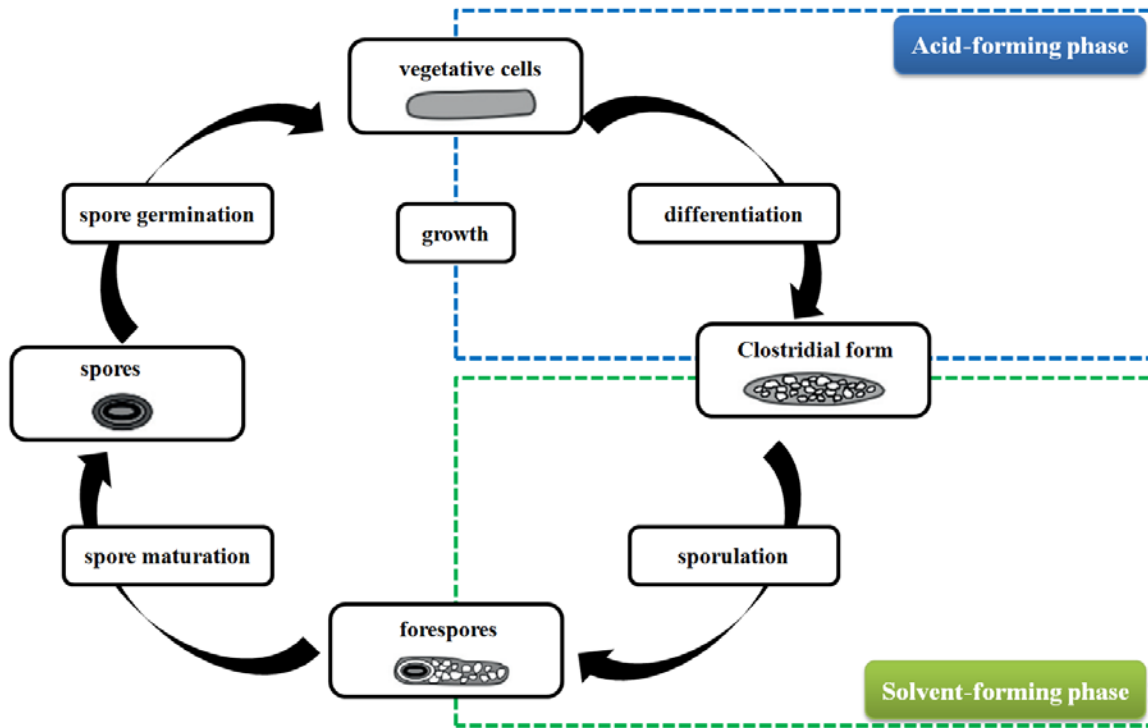 Acid-forming phase
vegetative cells
spore germination
growth
differentiation
spores
Clostridial form
spore maturation
sporulation
forespores
Solvent-forming phase